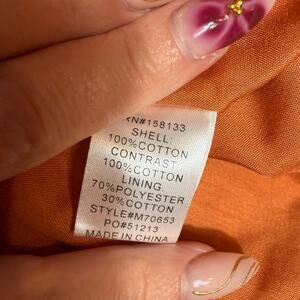 RN#158133
SHELL:
100%COTTON
CONTRAST
100%COTTON
LINING:
70%POLYESTER
30%COTTON
STYLE#M70653
PO#51213
MADE IN CHINA